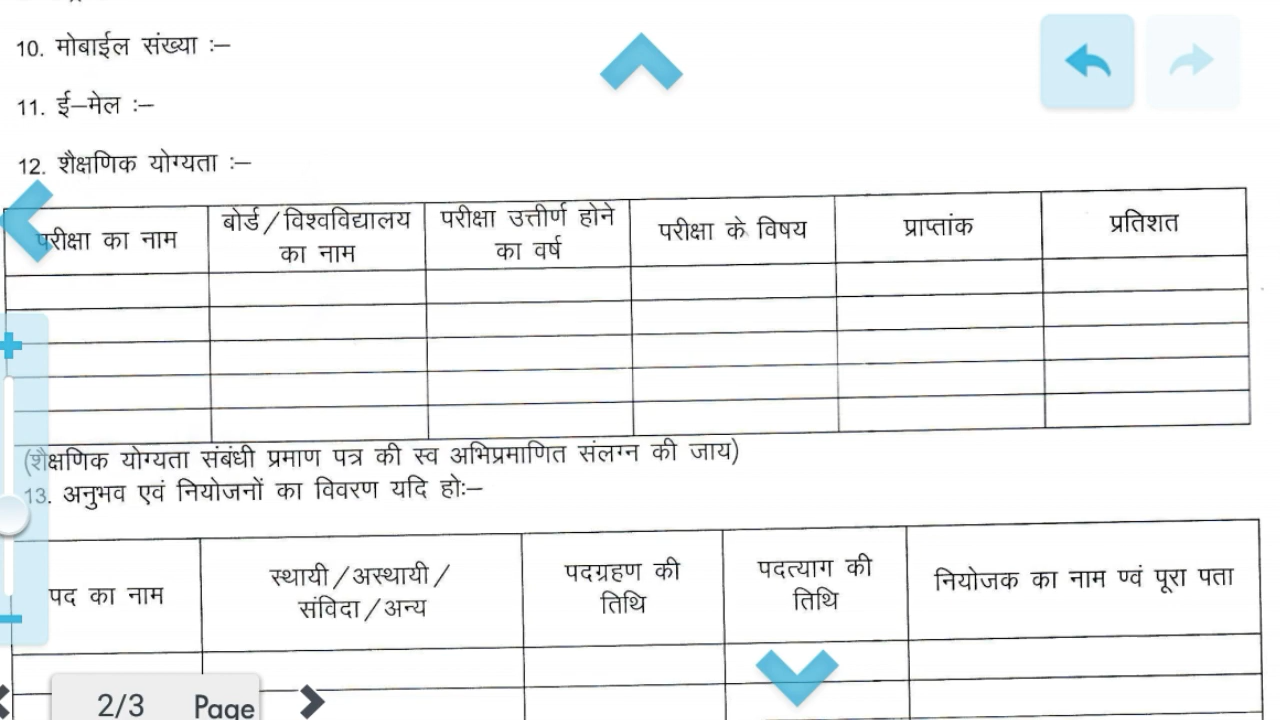 10. मोबाईल संख्या :–
11. ई–मेल :–
12. शैक्षणिक योग्यता :–
परीक्षा का नाम
बोर्ड/विश्वविद्यालय
का नाम
परीक्षा उत्तीर्ण होने
का वर्ष
परीक्षा के विषय
प्राप्तांक
प्रतिशत
(शैक्षणिक योग्यता संबंधी प्रमाण पत्र की स्व अभिप्रमाणित संलग्न की जाय)
13. अनुभव एवं नियोजनों का विवरण यदि हो:–
पद का नाम
स्थायी/अस्थायी/
संविदा/अन्य
पदग्रहण की
तिथि
पदत्याग की
तिथि
नियोजक का नाम ण्वं पूरा पता
2/3 Page